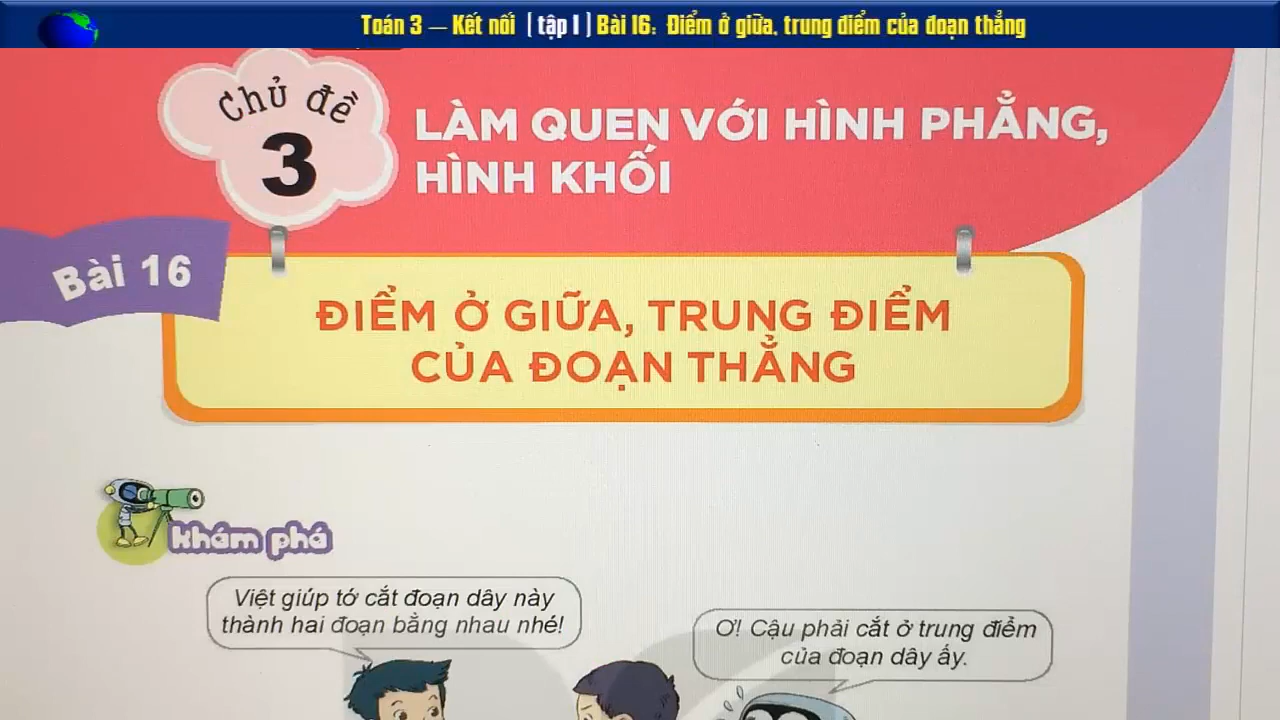 Toán 3 – Kết nối [ tập 1 ] Bài 16: Điểm ở giữa, trung điểm của đoạn thẳng
Chủ đề
3
LÀM QUEN VỚI HÌNH PHẲNG,
HÌNH KHỐI
Bài 16
ĐIỂM Ở GIỮA, TRUNG ĐIỂM
CỦA ĐOẠN THẲNG
khám phá
Việt giúp tớ cắt đoạn dây này
thành hai đoạn bằng nhau nhé!
Ơ! Cậu phải cắt ở trung điểm
của đoạn dây ấy.